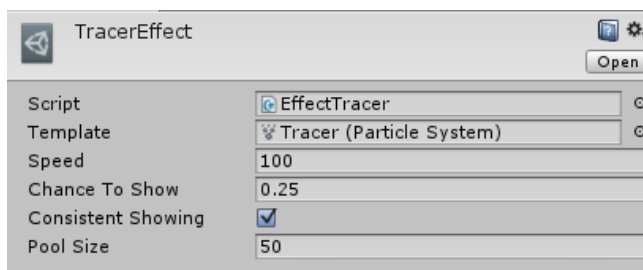 TracerEffect
Open
Script EffectTracer
Template Tracer (Particle System)
Speed 100
Chance To Show 0.25
Consistent Showing
Pool Size 50